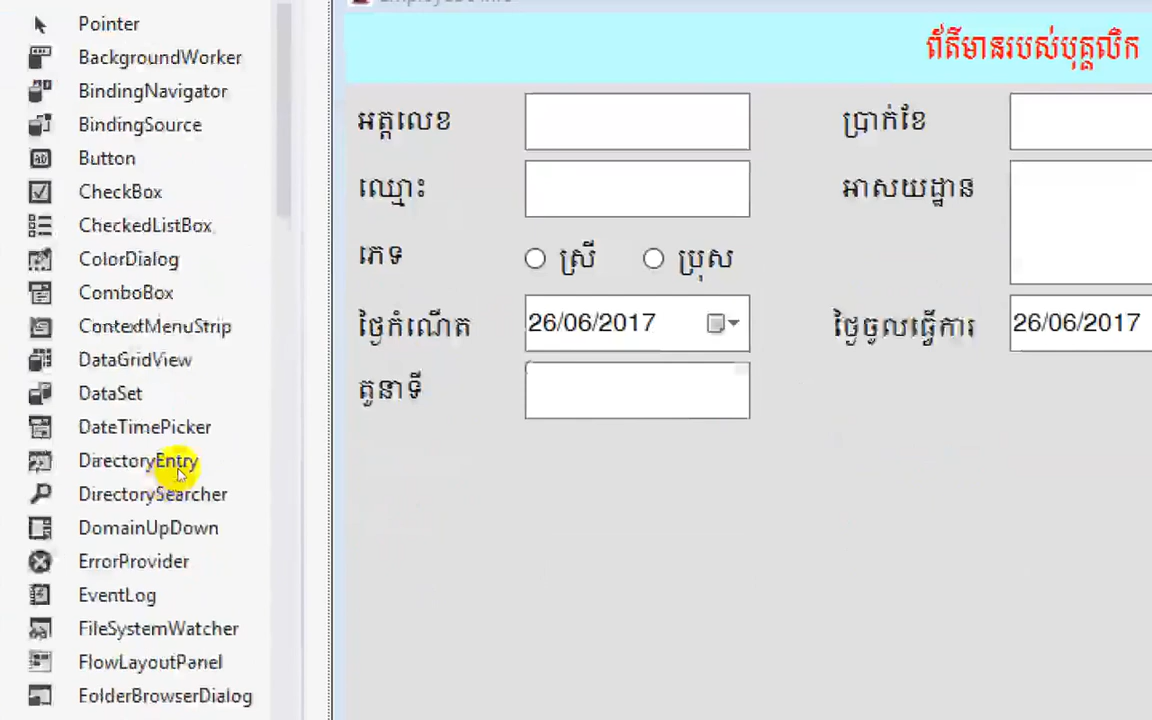 Pointer
BackgroundWorker
BindingNavigator
BindingSource
Button
CheckBox
CheckedListBox
ColorDialog
ComboBox
ContextMenuStrip
DataGridView
DataSet
DateTimePicker
DirectoryEntry
DirectorySearcher
DomainUpDown
ErrorProvider
EventLog
FileSystemWatcher
FlowLayoutPanel
FolderBrowserDialog
ព័ត៌មានរបស់បុគ្គលឹក
អត្តលេខ
ប្រាក់ខែ
ឈ្មោះ
អាសយដ្ឋាន
ភេទ
ស្រី
ប្រុស
ថ្ងៃកំណើត
26/06/2017
ថ្ងៃចូលធ្វើការ
26/06/2017
តួនាទី